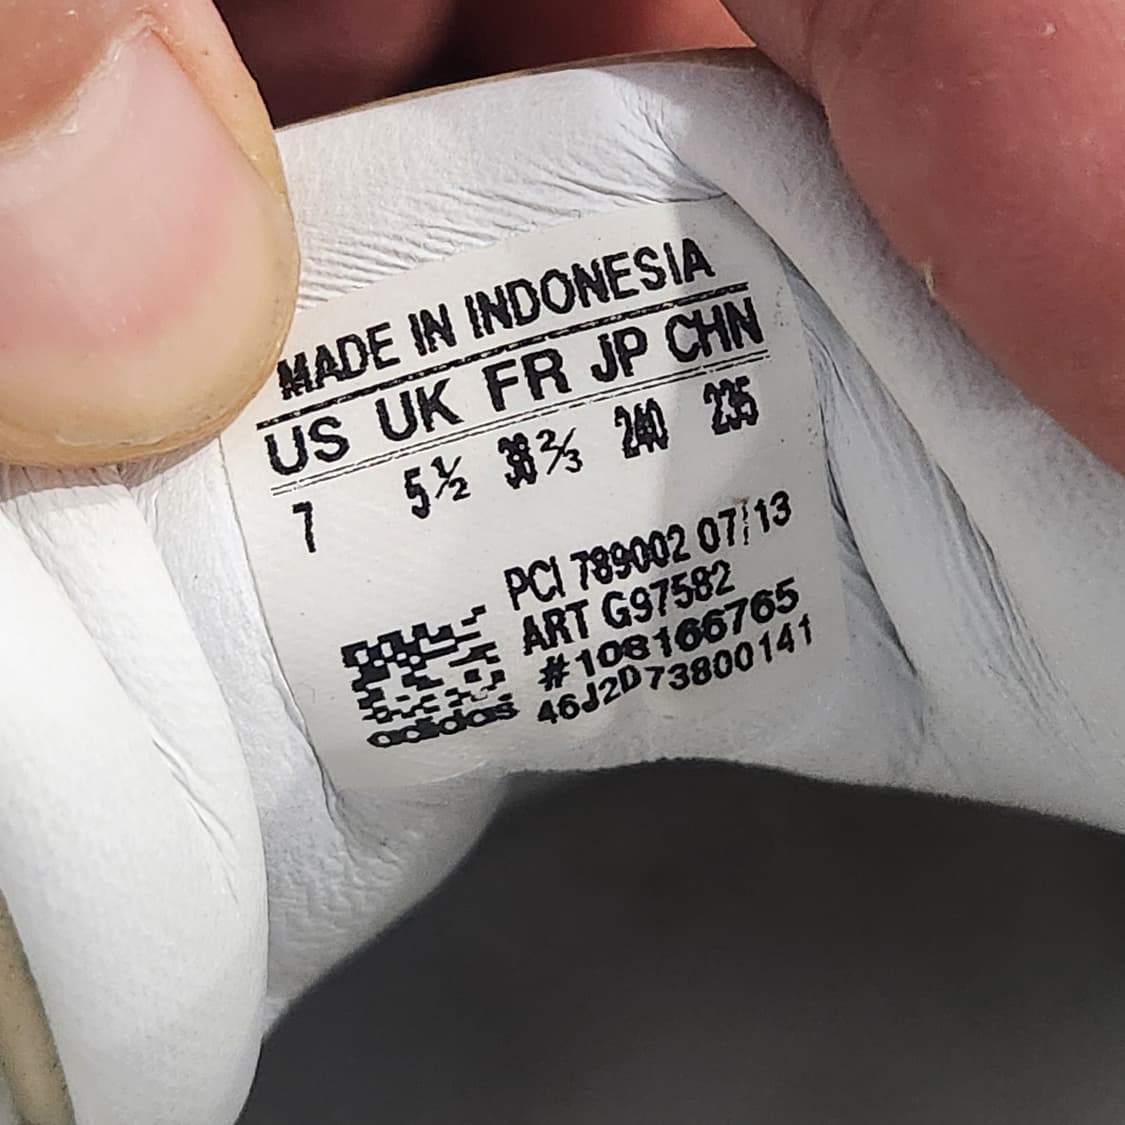 MADE IN INDONESIA
US UK FR JP CHN
7 5½ 38⅔ 240 235
PCI 789002 07/13
ART G97582
#108166765
46J2D73800141
adidas